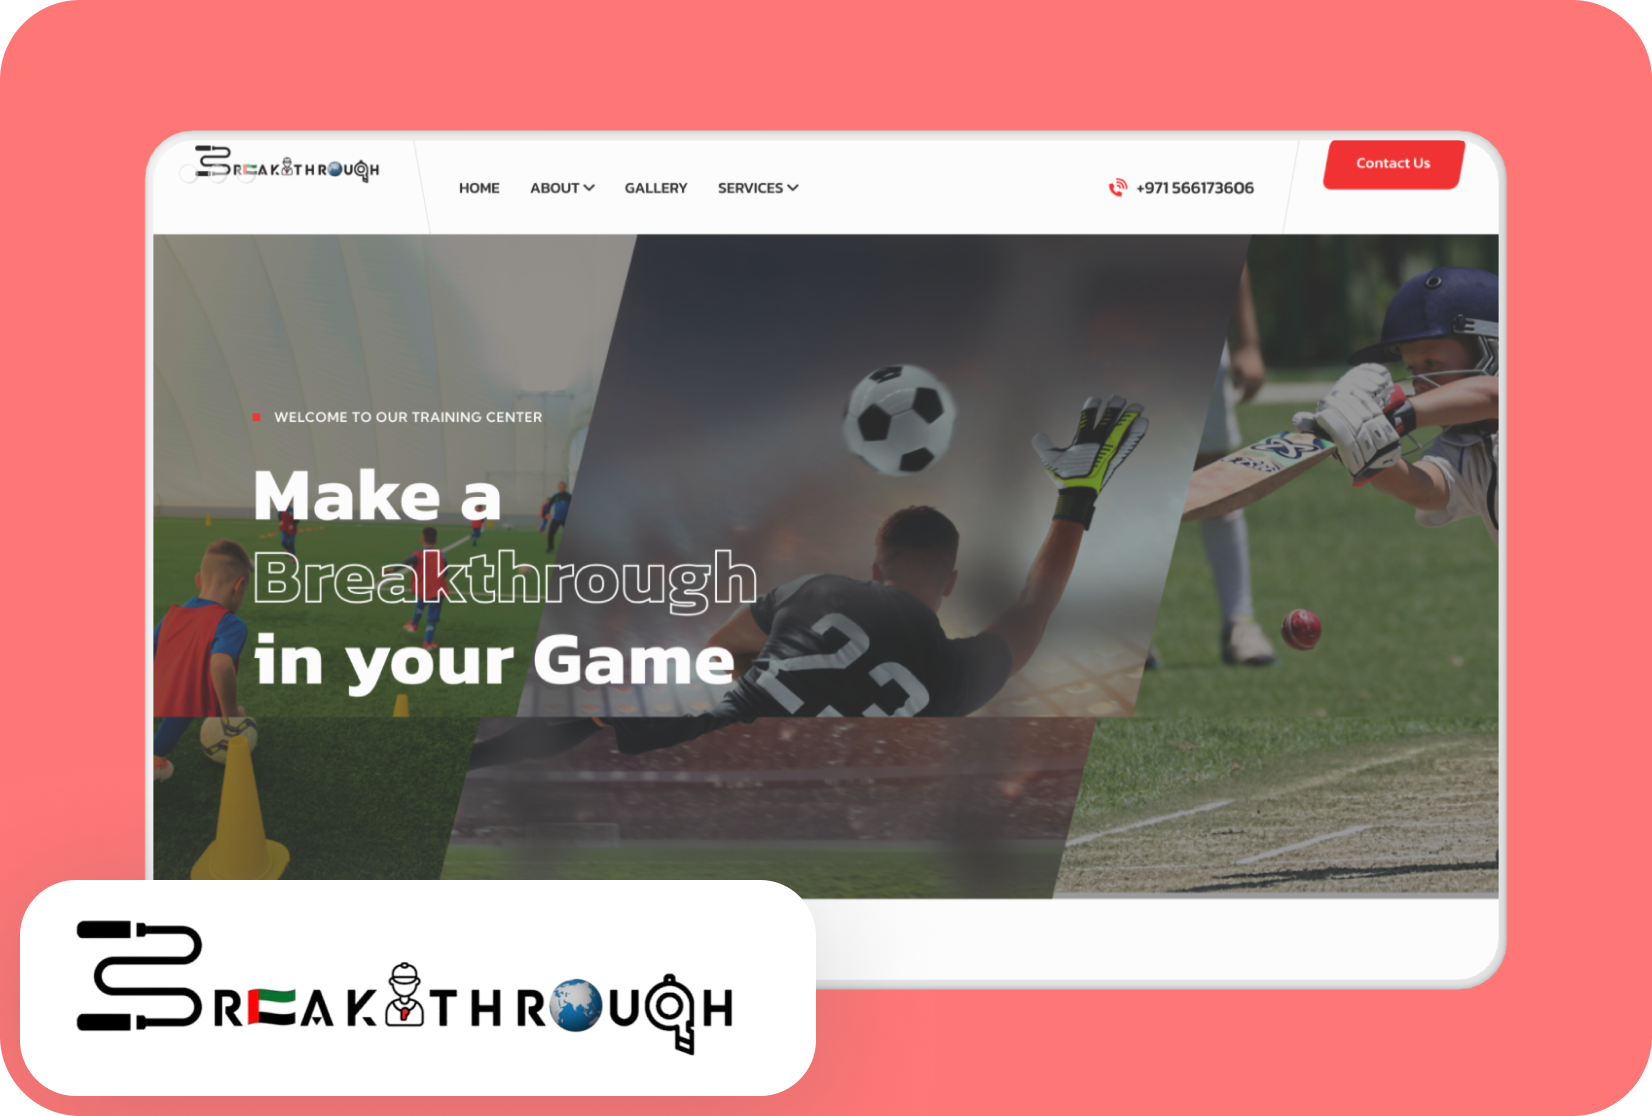 BREAKTHROUGH
HOME ABOUT GALLERY SERVICES
+971 566173606
Contact Us
WELCOME TO OUR TRAINING CENTER
Make a
Breakthrough
in your Game
23
BREAKTHROUGH